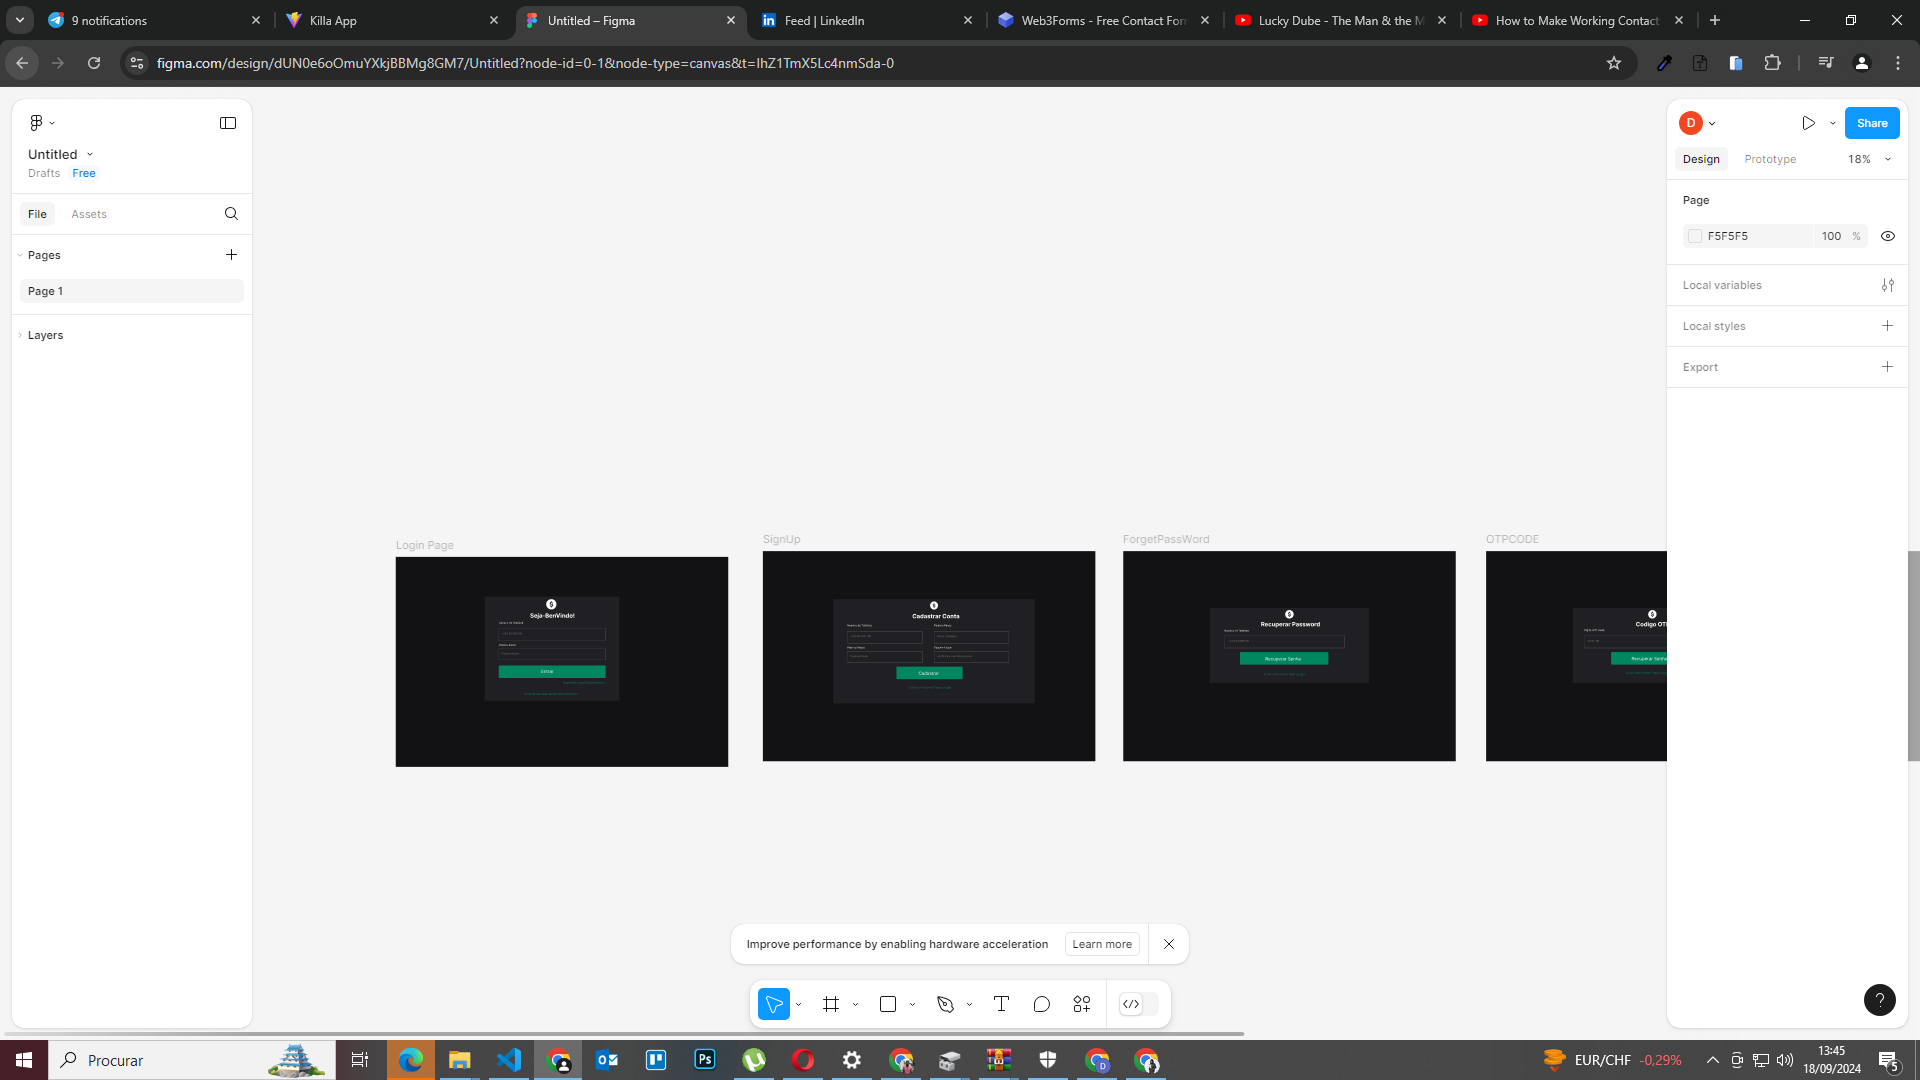 9 notifications
Killa App
Untitled – Figma
Feed | LinkedIn
Web3Forms - Free Contact Form
Lucky Dube - The Man & the M
How to Make Working Contact
figma.com/design/dUN0e6oOmuYXkjBBMg8GM7/Untitled?node-id=0-1&node-type=canvas&t=IhZ1TmX5Lc4nmSda-0
Untitled
Drafts Free
File Assets
Pages
Page 1
Layers
D
Share
Design Prototype 18%
Page
F5F5F5 100 %
Local variables
Local styles
Export
Login Page
Seja-BenVindo!
Entrar
SignUp
Cadastrar Conta
Cadastrar
ForgetPassWord
Recuperar Password
Recuperar Senha
OTPCODE
Codigo OT
Recuperar Senha
Improve performance by enabling hardware acceleration Learn more
?
Procurar
EUR/CHF -0,29%
13:45
18/09/2024
5